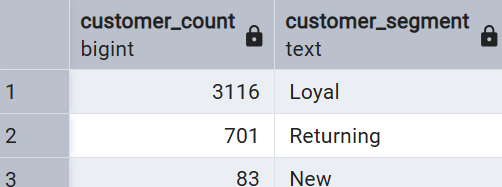 customer_count customer_segment
bigint text
1 3116 Loyal
2 701 Returning
3 83 New